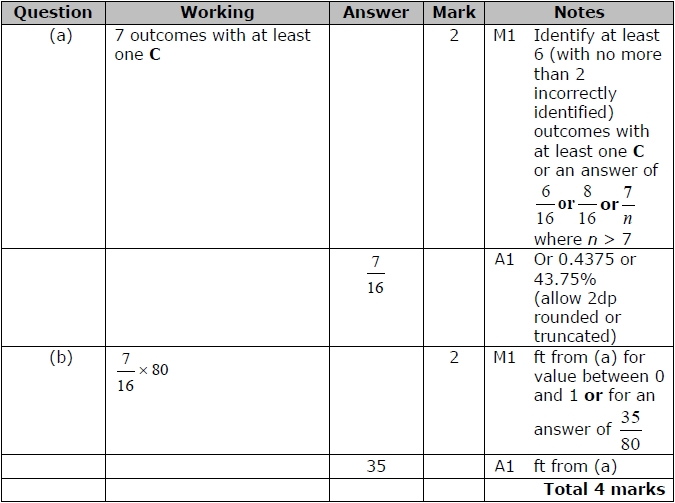 Question Working Answer Mark Notes
(a) 7 outcomes with at least 2 M1 Identify at least
one C 6 (with no more
than 2
incorrectly
identified)
outcomes with
at least one C
or an answer of
6/16 or 8/16 or 7/n
where n > 7
7/16 A1 Or 0.4375 or
43.75%
(allow 2dp
rounded or
truncated)
(b) 7/16 × 80 2 M1 ft from (a) for
value between 0
and 1 or for an
answer of 35/80
35 A1 ft from (a)
Total 4 marks